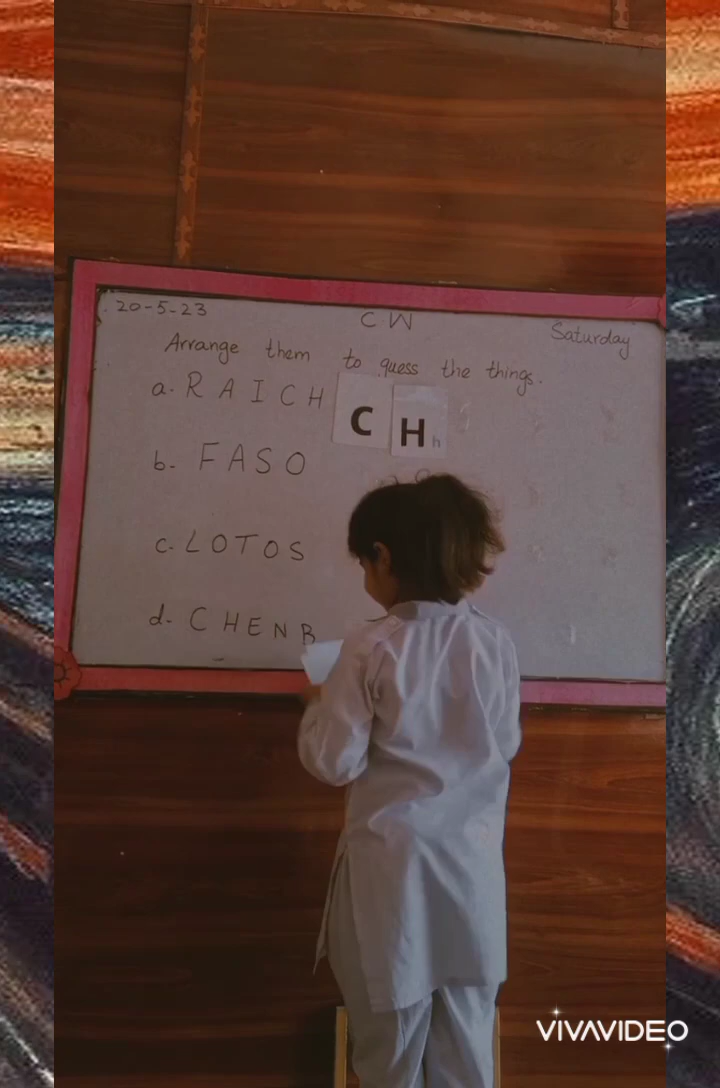 20-5-23 CW Saturday
Arrange them to guess the things.
a. R A I C H C H h
b- F A S O
c. L O T O S
d- C H E N B
VIVAVIDEO